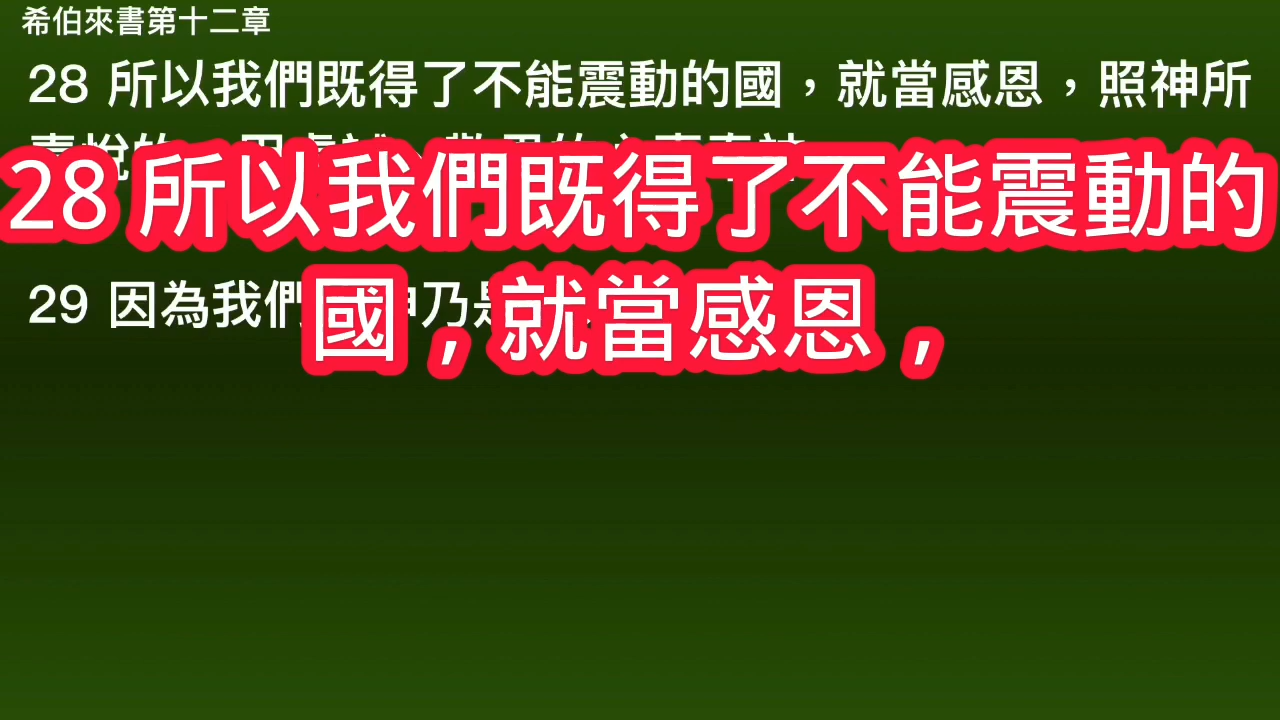 希伯來書第十二章
28 所以我們既得了不能震動的國，就當感恩，照神所
28 所以我們既得了不能震動的
國，就當感恩，
29 因為我們